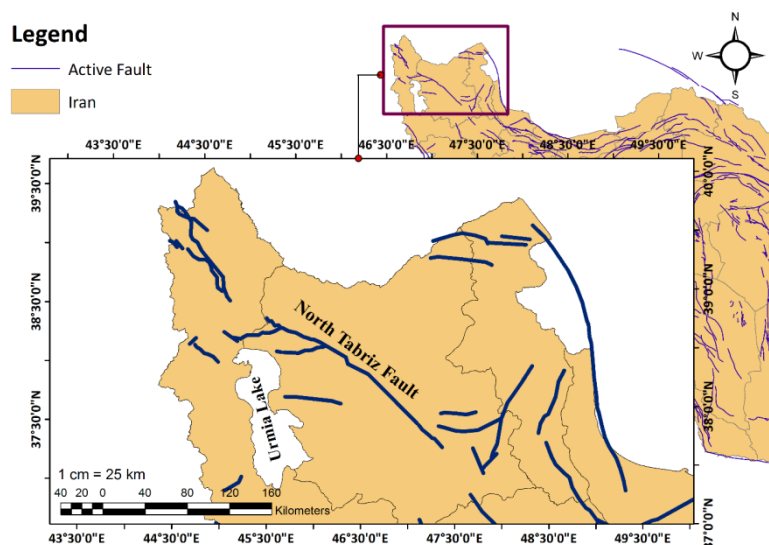 Legend
Active Fault
Iran
N
W E
S
43°30'0"E 44°30'0"E 45°30'0"E 46°30'0"E 47°30'0"E 48°30'0"E 49°30'0"E
39°30'0"N
38°30'0"N
37°30'0"N
40°0'0"N
39°0'0"N
38°0'0"N
37°0'0"N
North Tabriz Fault
Urmia Lake
1 cm = 25 km
40 20 0 40 80 120 160
Kilometers
43°30'0"E 44°30'0"E 45°30'0"E 46°30'0"E 47°30'0"E 48°30'0"E 49°30'0"E